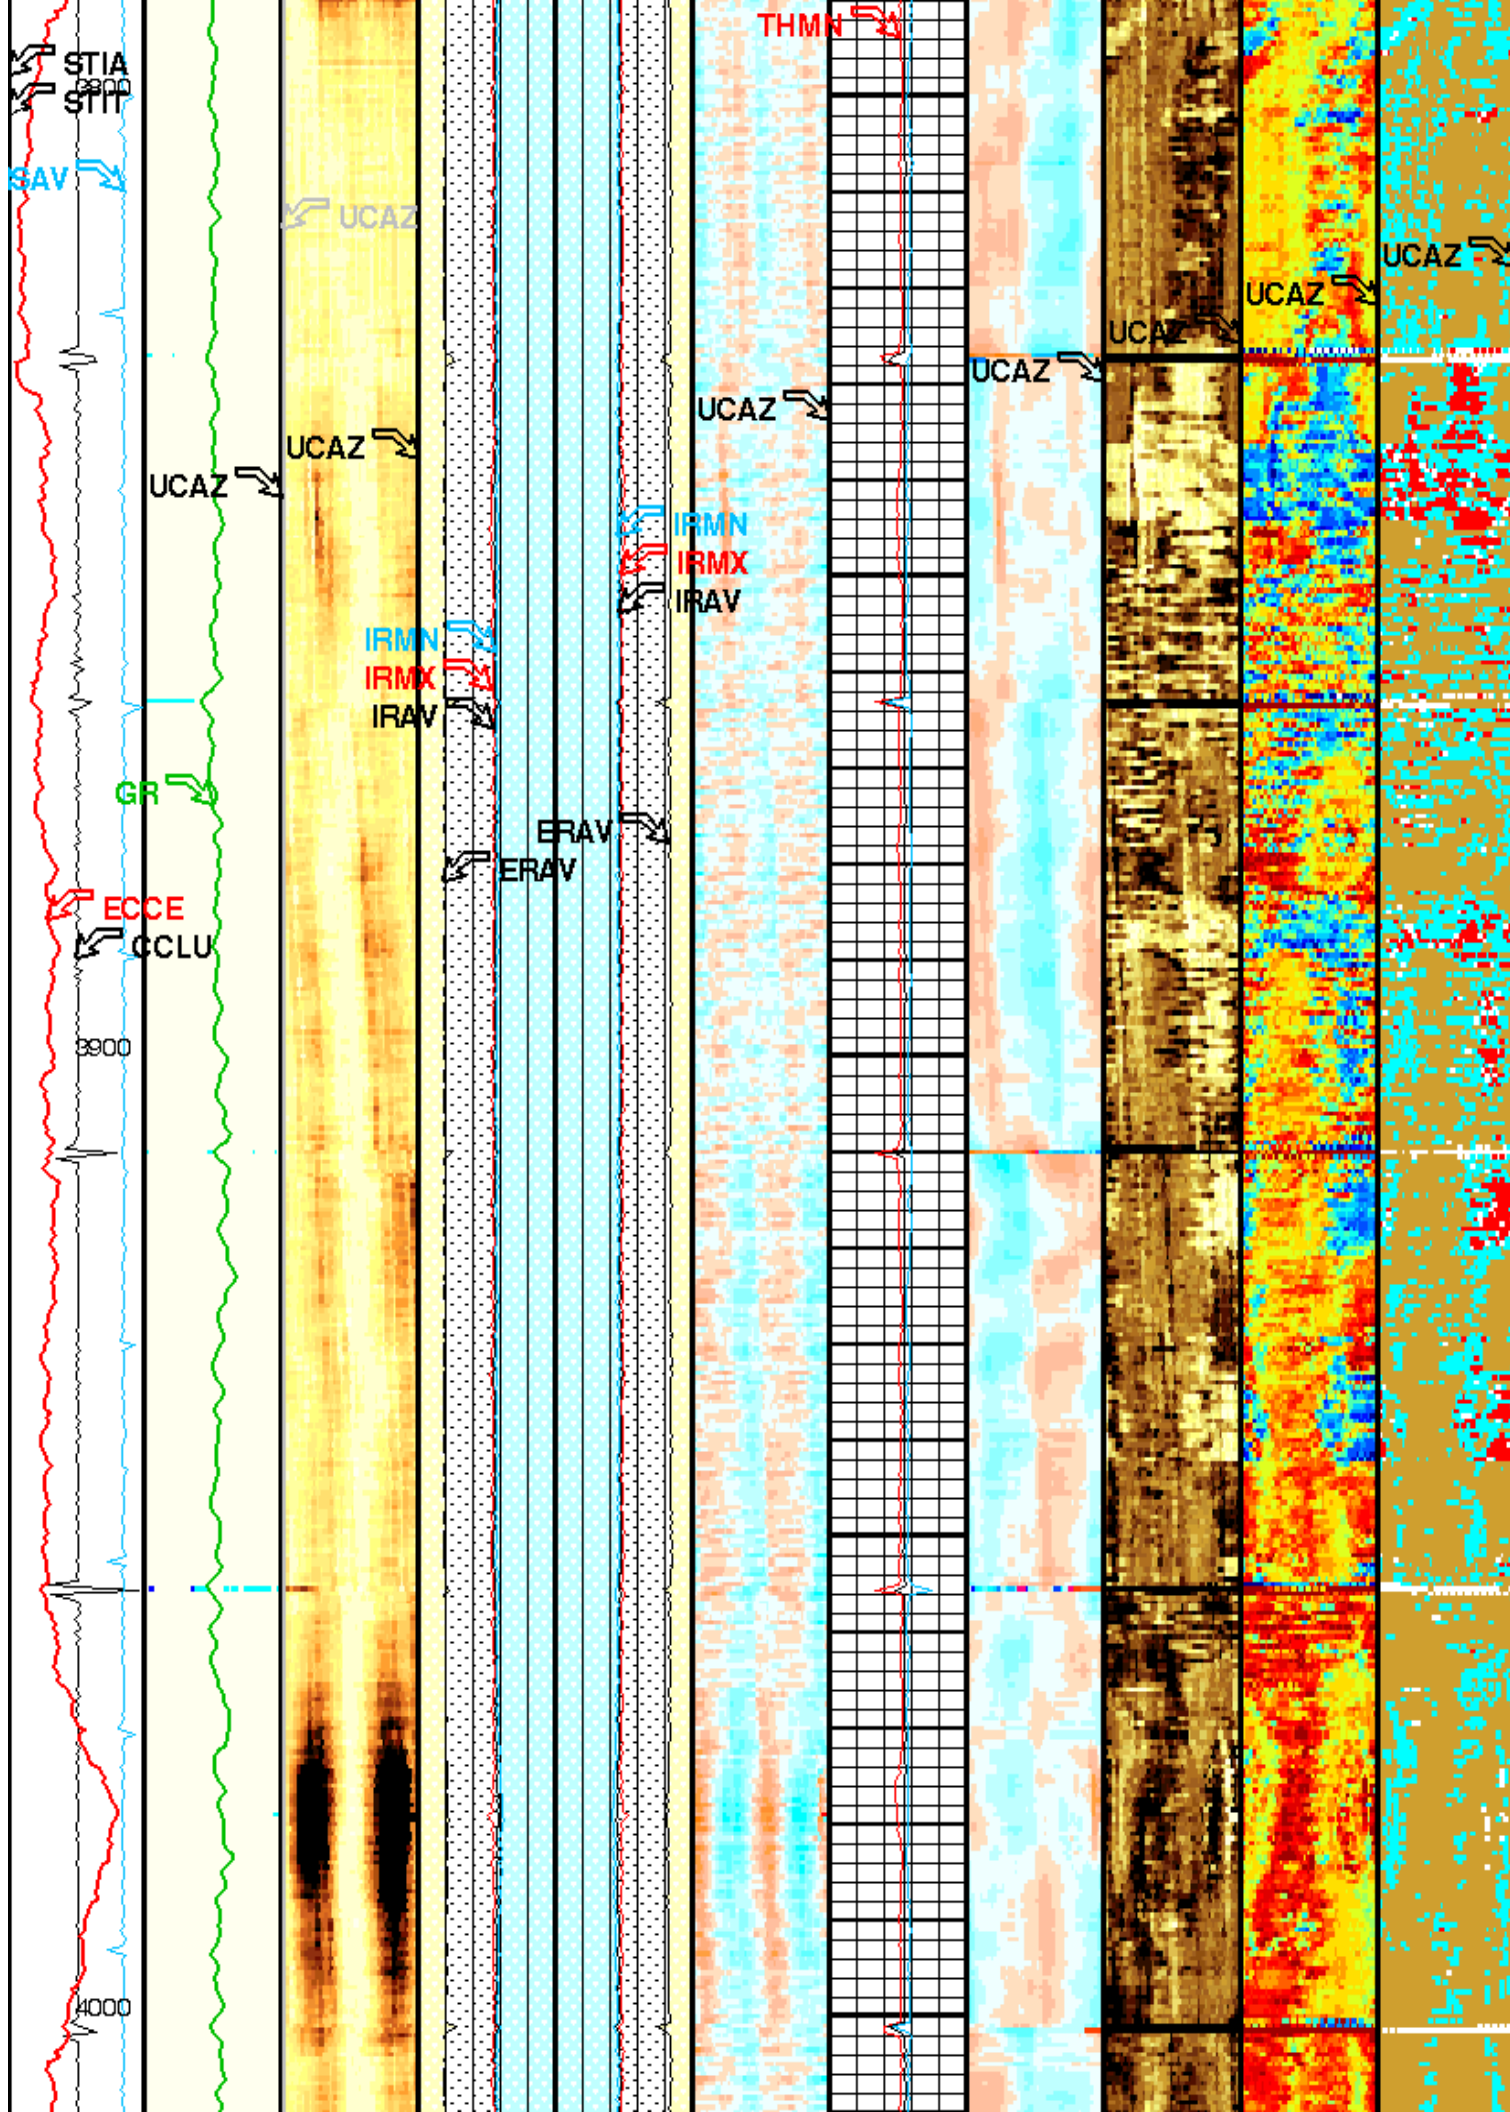 THMN
STIA
3800
STIT
SAV
UCAZ
UCAZ
UCAZ
UCAZ
UCAZ
UCAZ
UCAZ
UCAZ
IRMN
IRMX
IRAV
IRMN
IRMX
IRAV
GR
ERAV
ERAV
ECCE
CCLU
3900
4000